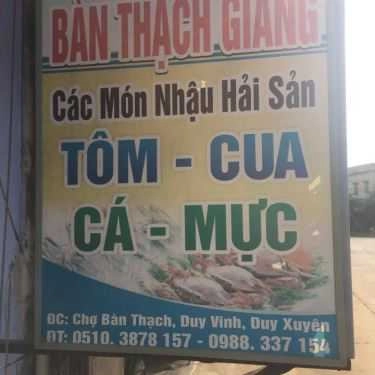 BÀN THẠCH GIANG
Các Món Nhậu Hải Sản
TÔM - CUA
CÁ - MỰC
ĐC: Chợ Bàn Thạch, Duy Vinh, Duy Xuyên
ĐT: 0510. 3878 157 - 0988. 337 154